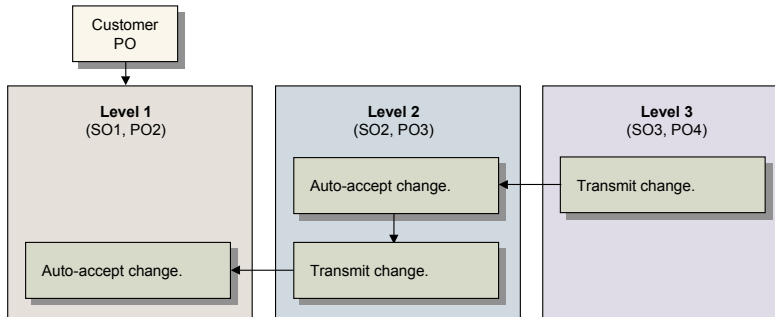 Customer
PO
Level 1
(SO1, PO2)
Level 2
(SO2, PO3)
Level 3
(SO3, PO4)
Auto-accept change.
Transmit change.
Auto-accept change.
Transmit change.